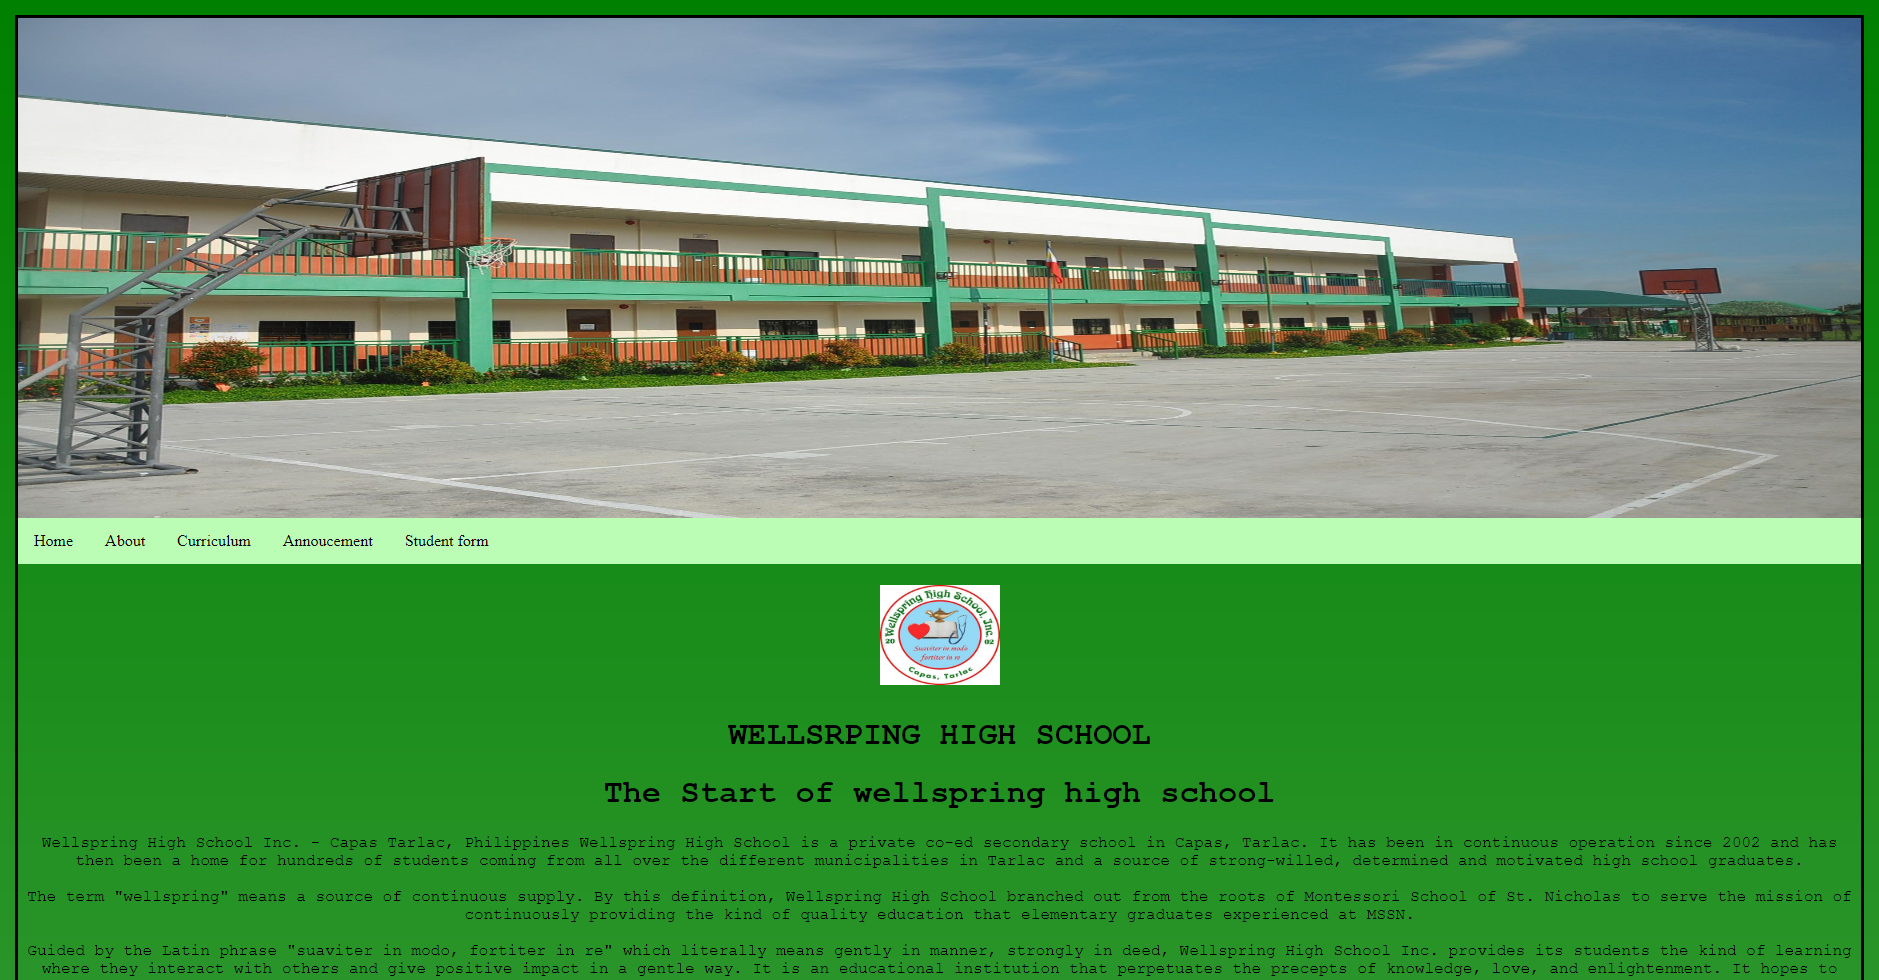 Home About Curriculum Annoucement Student form
Wellspring High School, Inc.
20 02
Suaviter in modo
fortiter in re
Capas, Tarlac
WELLSRPING HIGH SCHOOL
The Start of wellspring high school
Wellspring High School Inc. - Capas Tarlac, Philippines Wellspring High School is a private co-ed secondary school in Capas, Tarlac. It has been in continuous operation since 2002 and has
then been a home for hundreds of students coming from all over the different municipalities in Tarlac and a source of strong-willed, determined and motivated high school graduates.
The term "wellspring" means a source of continuous supply. By this definition, Wellspring High School branched out from the roots of Montessori School of St. Nicholas to serve the mission of
continuously providing the kind of quality education that elementary graduates experienced at MSSN.
Guided by the Latin phrase "suaviter in modo, fortiter in re" which literally means gently in manner, strongly in deed, Wellspring High School Inc. provides its students the kind of learning
where they interact with others and give positive impact in a gentle way. It is an educational institution that perpetuates the precepts of knowledge, love, and enlightenment. It hopes to